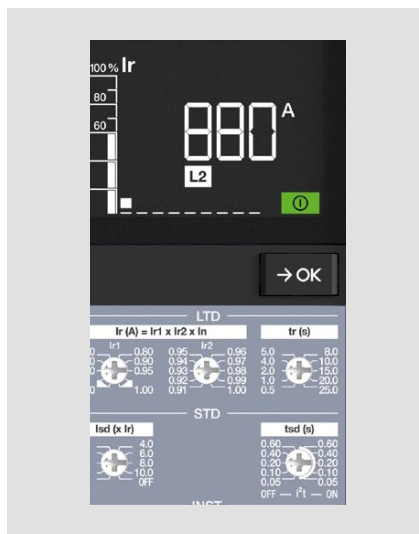 100 % Ir
80
60
880 A
L2
→ OK
LTD
Ir (A) = Ir1 x Ir2 x In
tr (s)
Ir1
Ir2
0.80
0.90
0.95
1.00
0.95 0.96
0.94 0.97
0.93 0.98
0.92 0.99
0.91 1.00
5.0 8.0
4.0 10.0
2.0 15.0
1.0 20.0
0.5 25.0
STD
Isd (x Ir)
tsd (s)
4.0
6.0
8.0
10.0
OFF
0.60 0.60
0.40 0.40
0.20 0.20
0.10 0.10
0.05 0.05
OFF — i²t — ON
INST